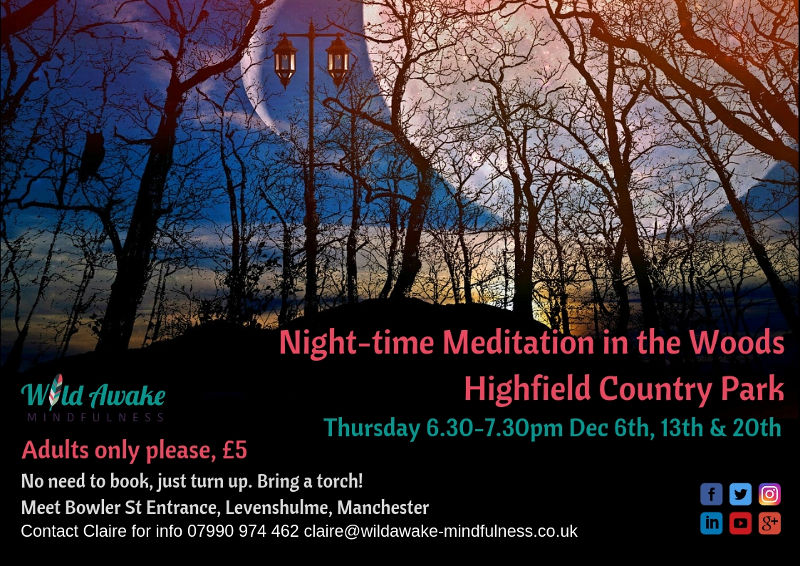 Night-time Meditation in the Woods
Highfield Country Park
Thursday 6.30-7.30pm Dec 6th, 13th & 20th
Wild Awake
MINDFULNESS
Adults only please, £5
No need to book, just turn up. Bring a torch!
Meet Bowler St Entrance, Levenshulme, Manchester
Contact Claire for info 07990 974 462 claire@wildawake-mindfulness.co.uk
f
in
g+